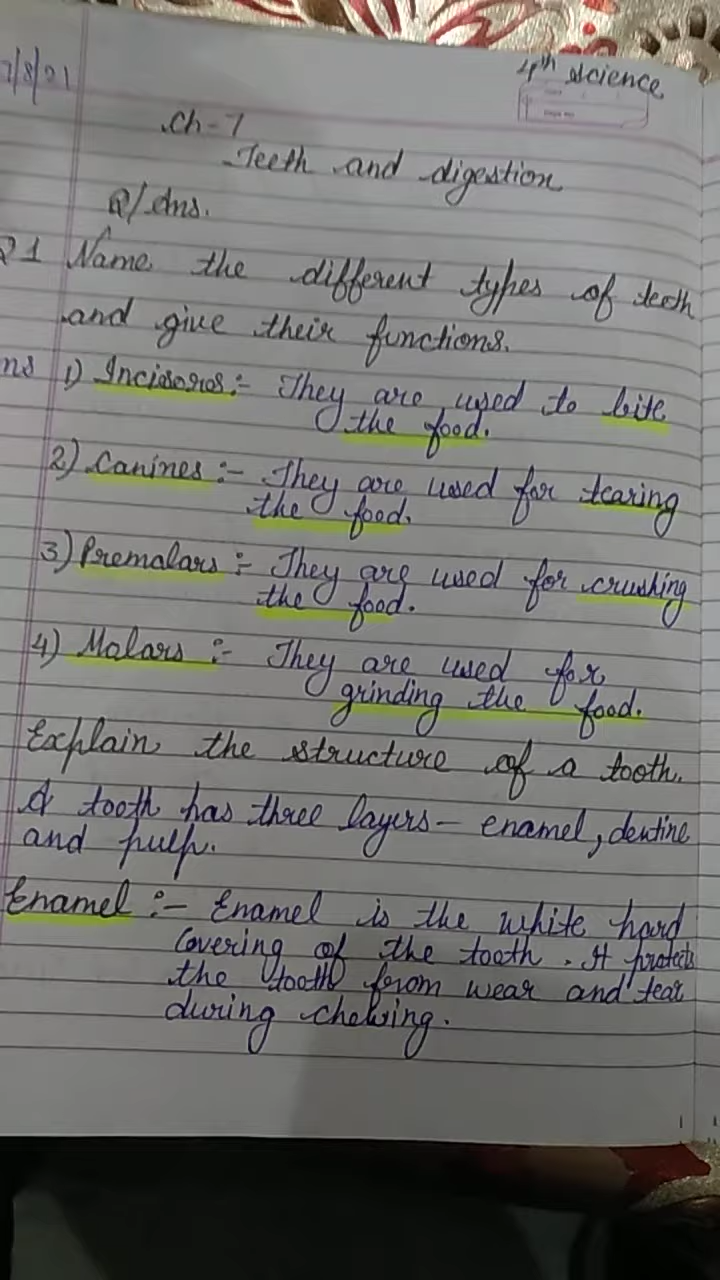 7/8/21
4th Science
Ch-7
Teeth and digestion
Q/Ans.
Q1 Name the different types of teeth
and give their functions.
ns 1) Incisors:- They are used to bite
the food.
2) Canines :- They are used for tearing
the food.
3) Premalars :- They are used for crushing
the food.
4) Malars :- They are used for
grinding the food.
Explain the structure of a tooth.
A tooth has three layers- enamel, dentine
and pulp.
Enamel :- Enamel is the white hard
Covering of the tooth. It protects
the tooth from wear and tear
during chewing.